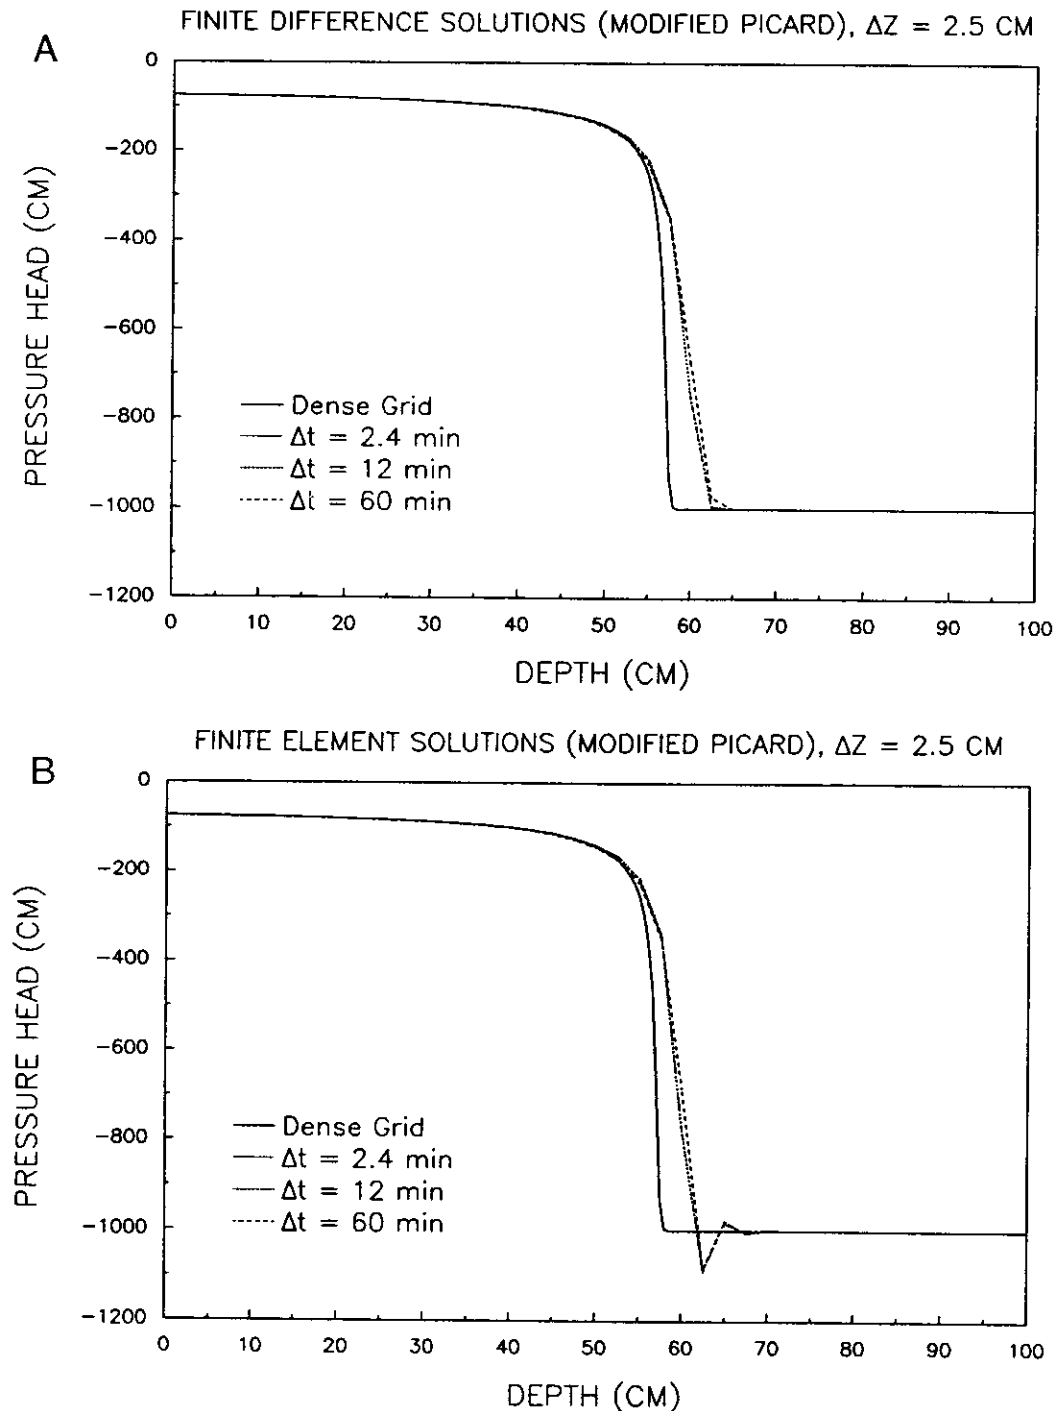 A
FINITE DIFFERENCE SOLUTIONS (MODIFIED PICARD), ΔZ = 2.5 CM
0
−200
−400
−600
−800
−1000
−1200
PRESSURE HEAD (CM)
Dense Grid
Δt = 2.4 min
Δt = 12 min
Δt = 60 min
0 10 20 30 40 50 60 70 80 90 100
DEPTH (CM)
B
FINITE ELEMENT SOLUTIONS (MODIFIED PICARD), ΔZ = 2.5 CM
0
−200
−400
−600
−800
−1000
−1200
PRESSURE HEAD (CM)
Dense Grid
Δt = 2.4 min
Δt = 12 min
Δt = 60 min
0 10 20 30 40 50 60 70 80 90 100
DEPTH (CM)